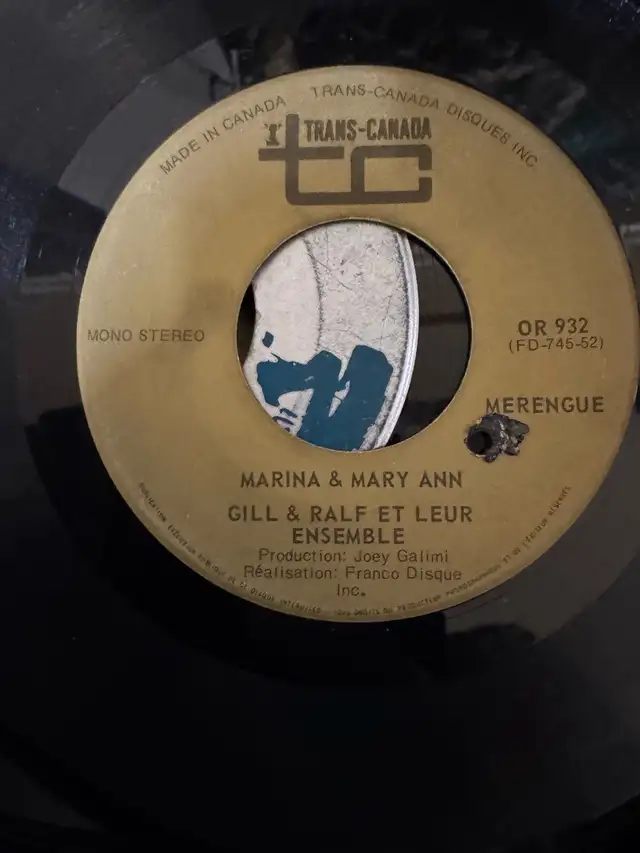 MADE IN CANADA TRANS-CANADA DISQUES INC.
TRANS-CANADA
tc
MONO STEREO
OR 932
(FD-745-52)
MERENGUE
MARINA & MARY ANN
GILL & RALF ET LEUR
ENSEMBLE
Production: Joey Galimi
Réalisation: Franco Disque
Inc.